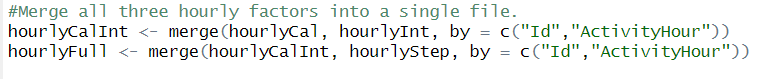 #Merge all three hourly factors into a single file.
hourlyCalInt <- merge(hourlyCal, hourlyInt, by = c("Id","ActivityHour"))
hourlyFull <- merge(hourlyCalInt, hourlyStep, by = c("Id","ActivityHour"))